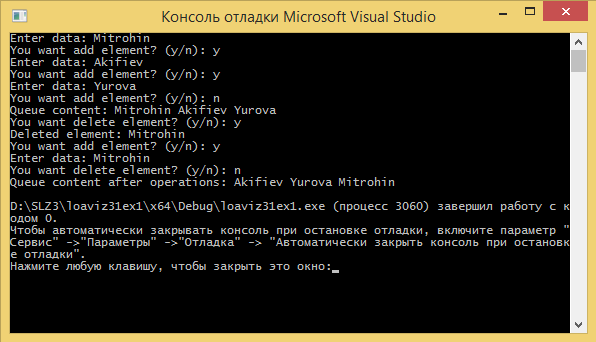 Консоль отладки Microsoft Visual Studio
Enter data: Mitrohin
You want add element? (y/n): y
Enter data: Akifiev
You want add element? (y/n): y
Enter data: Yurova
You want add element? (y/n): n
Queue content: Mitrohin Akifiev Yurova
You want delete element? (y/n): y
Deleted element: Mitrohin
You want add element? (y/n): y
Enter data: Mitrohin
You want delete element? (y/n): n
Queue content after operations: Akifiev Yurova Mitrohin
D:\SLZ3\loaviz31ex1\x64\Debug\loaviz31ex1.exe (процесс 3060) завершил работу с к
одом 0.
Чтобы автоматически закрывать консоль при остановке отладки, включите параметр "
Сервис" ->"Параметры" ->"Отладка" -> "Автоматически закрыть консоль при остановк
е отладки".
Нажмите любую клавишу, чтобы закрыть это окно: